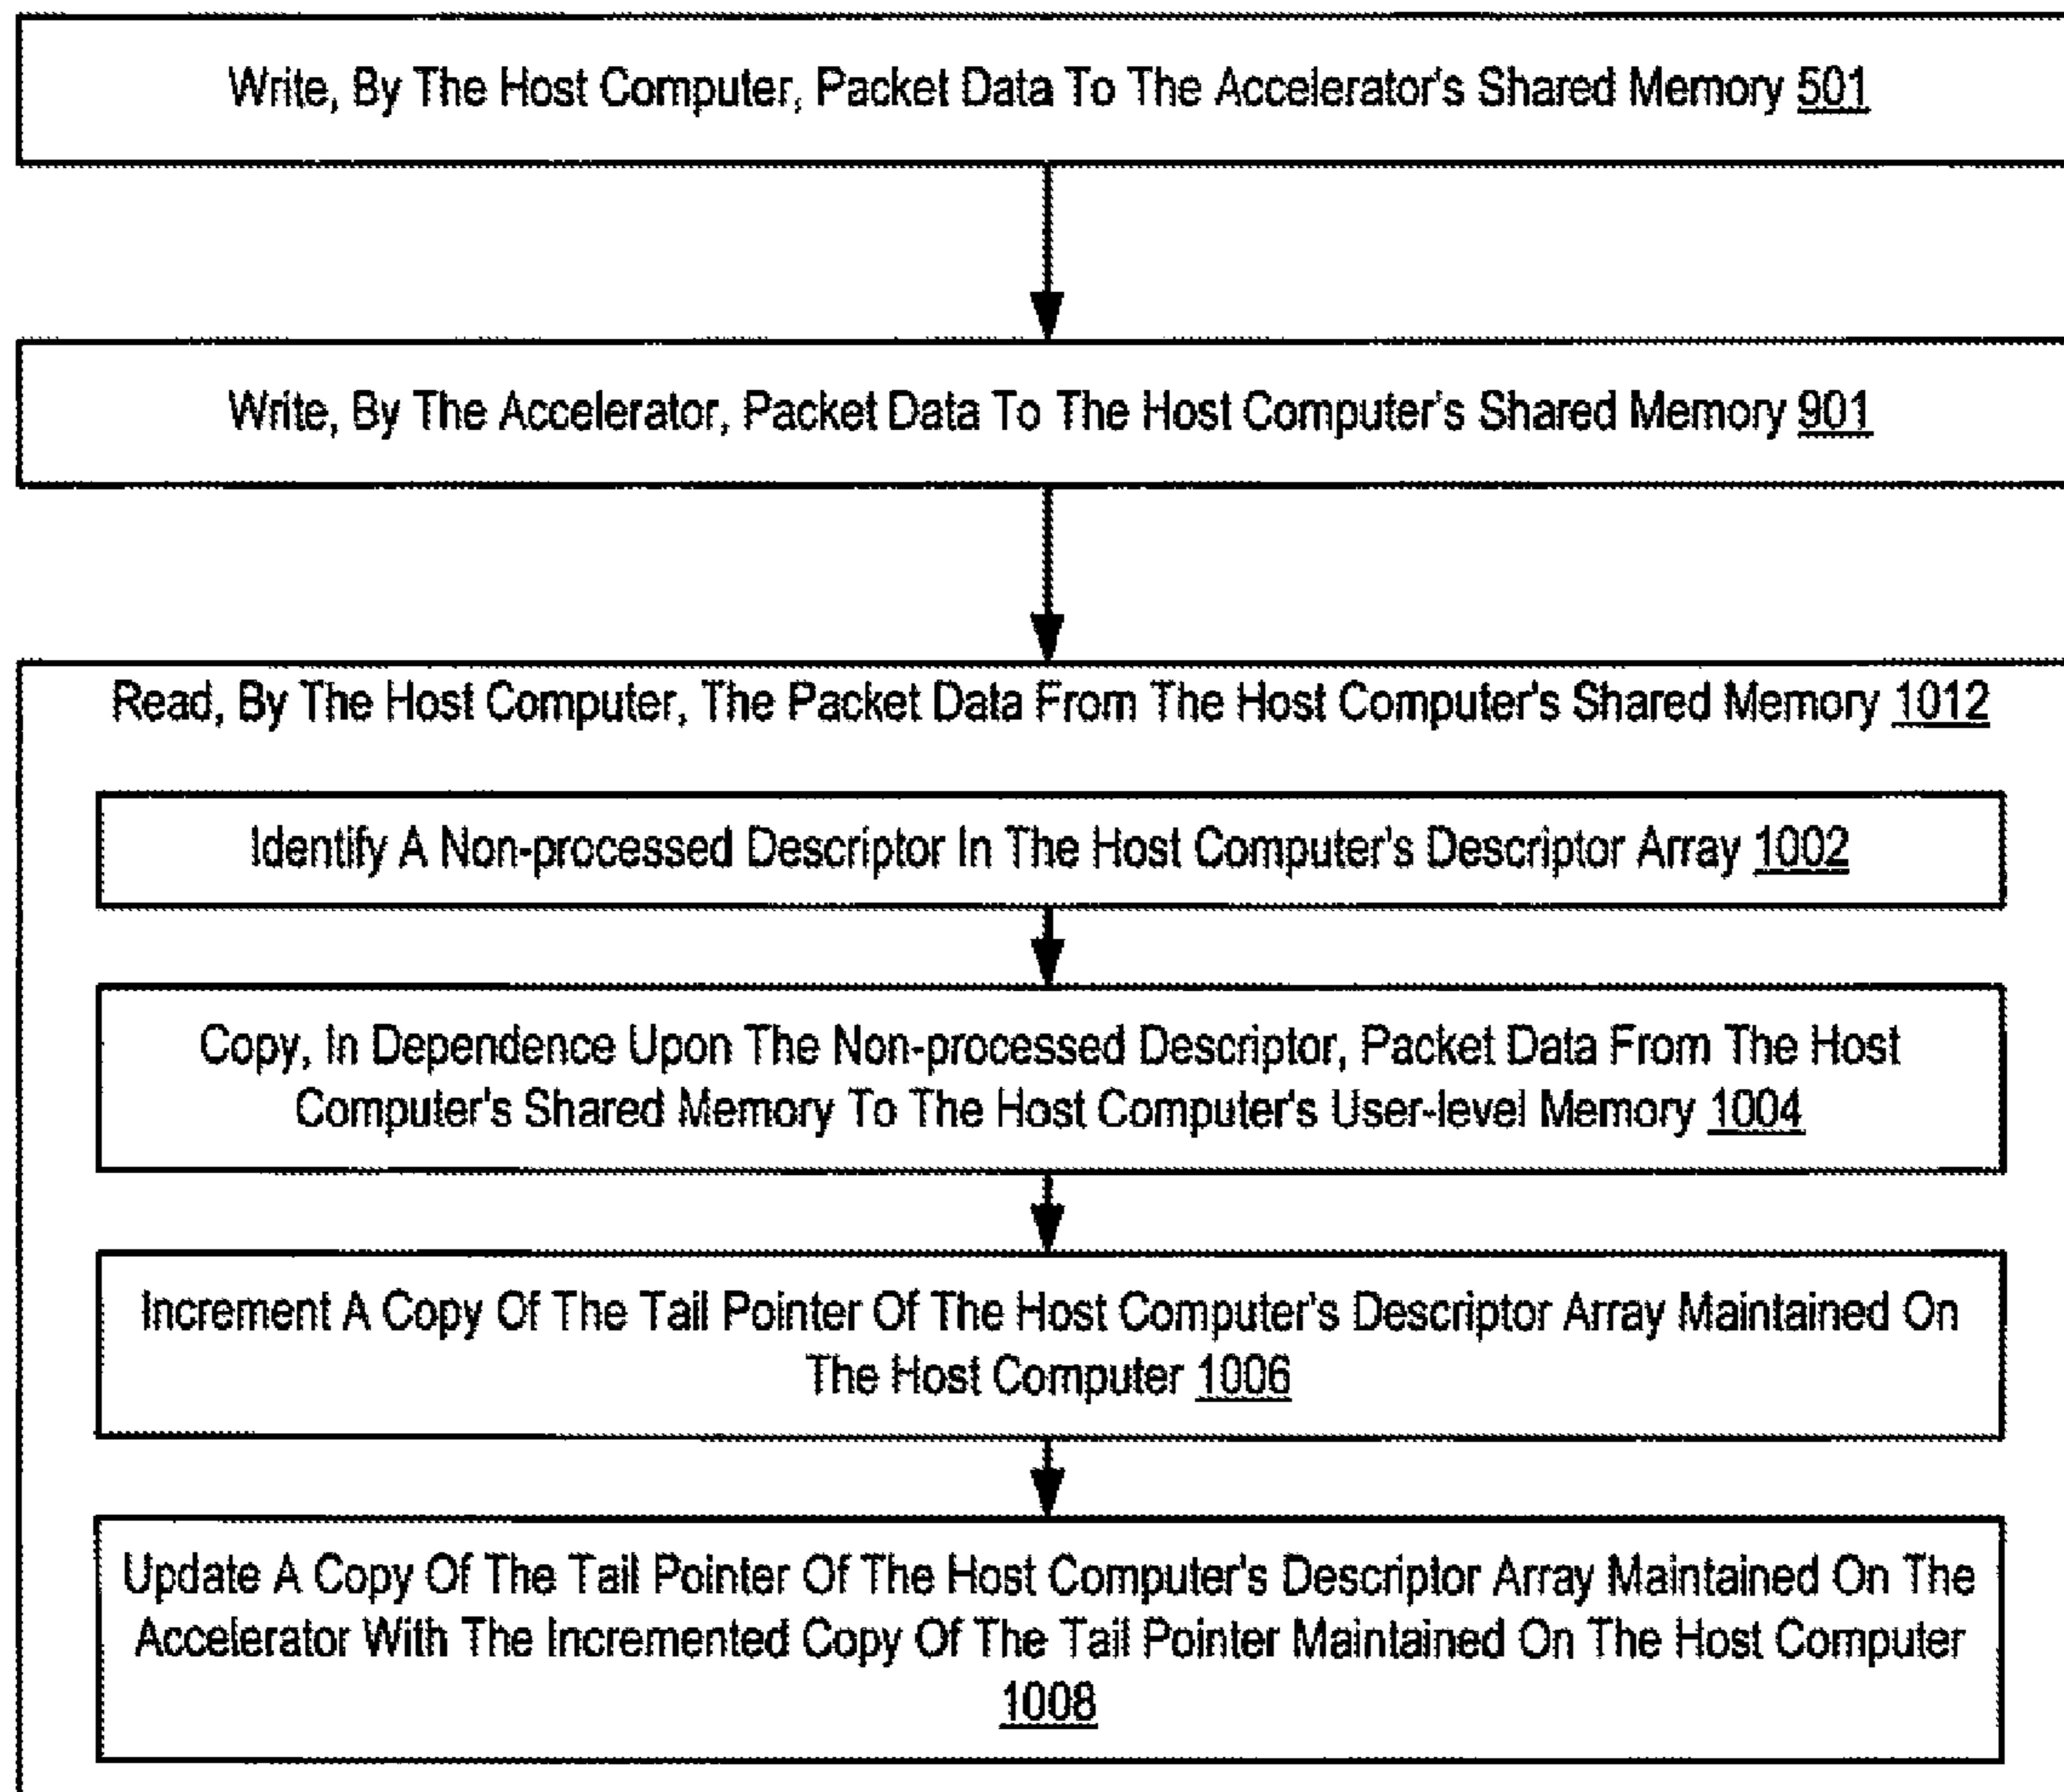 Write, By The Host Computer, Packet Data To The Accelerator's Shared Memory 501
Write, By The Accelerator, Packet Data To The Host Computer's Shared Memory 901
Read, By The Host Computer, The Packet Data From The Host Computer's Shared Memory 1012
Identify A Non-processed Descriptor In The Host Computer's Descriptor Array 1002
Copy, In Dependence Upon The Non-processed Descriptor, Packet Data From The Host
Computer's Shared Memory To The Host Computer's User-level Memory 1004
Increment A Copy Of The Tail Pointer Of The Host Computer's Descriptor Array Maintained On
The Host Computer 1006
Update A Copy Of The Tail Pointer Of The Host Computer's Descriptor Array Maintained On The
Accelerator With The Incremented Copy Of The Tail Pointer Maintained On The Host Computer
1008